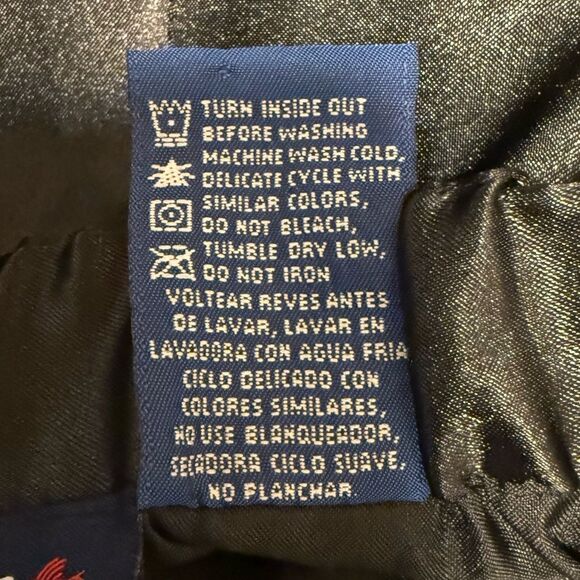 TURN INSIDE OUT
BEFORE WASHING
MACHINE WASH COLD,
DELICATE CYCLE WITH
SIMILAR COLORS,
DO NOT BLEACH,
TUMBLE DRY LOW,
DO NOT IRON
VOLTEAR REVES ANTES
DE LAVAR, LAVAR EN
LAVADORA CON AGUA FRIA
CICLO DELICADO CON
COLORES SIMILARES,
NO USE BLANQUEADOR,
SECADORA CICLO SUAVE,
NO PLANCHAR.